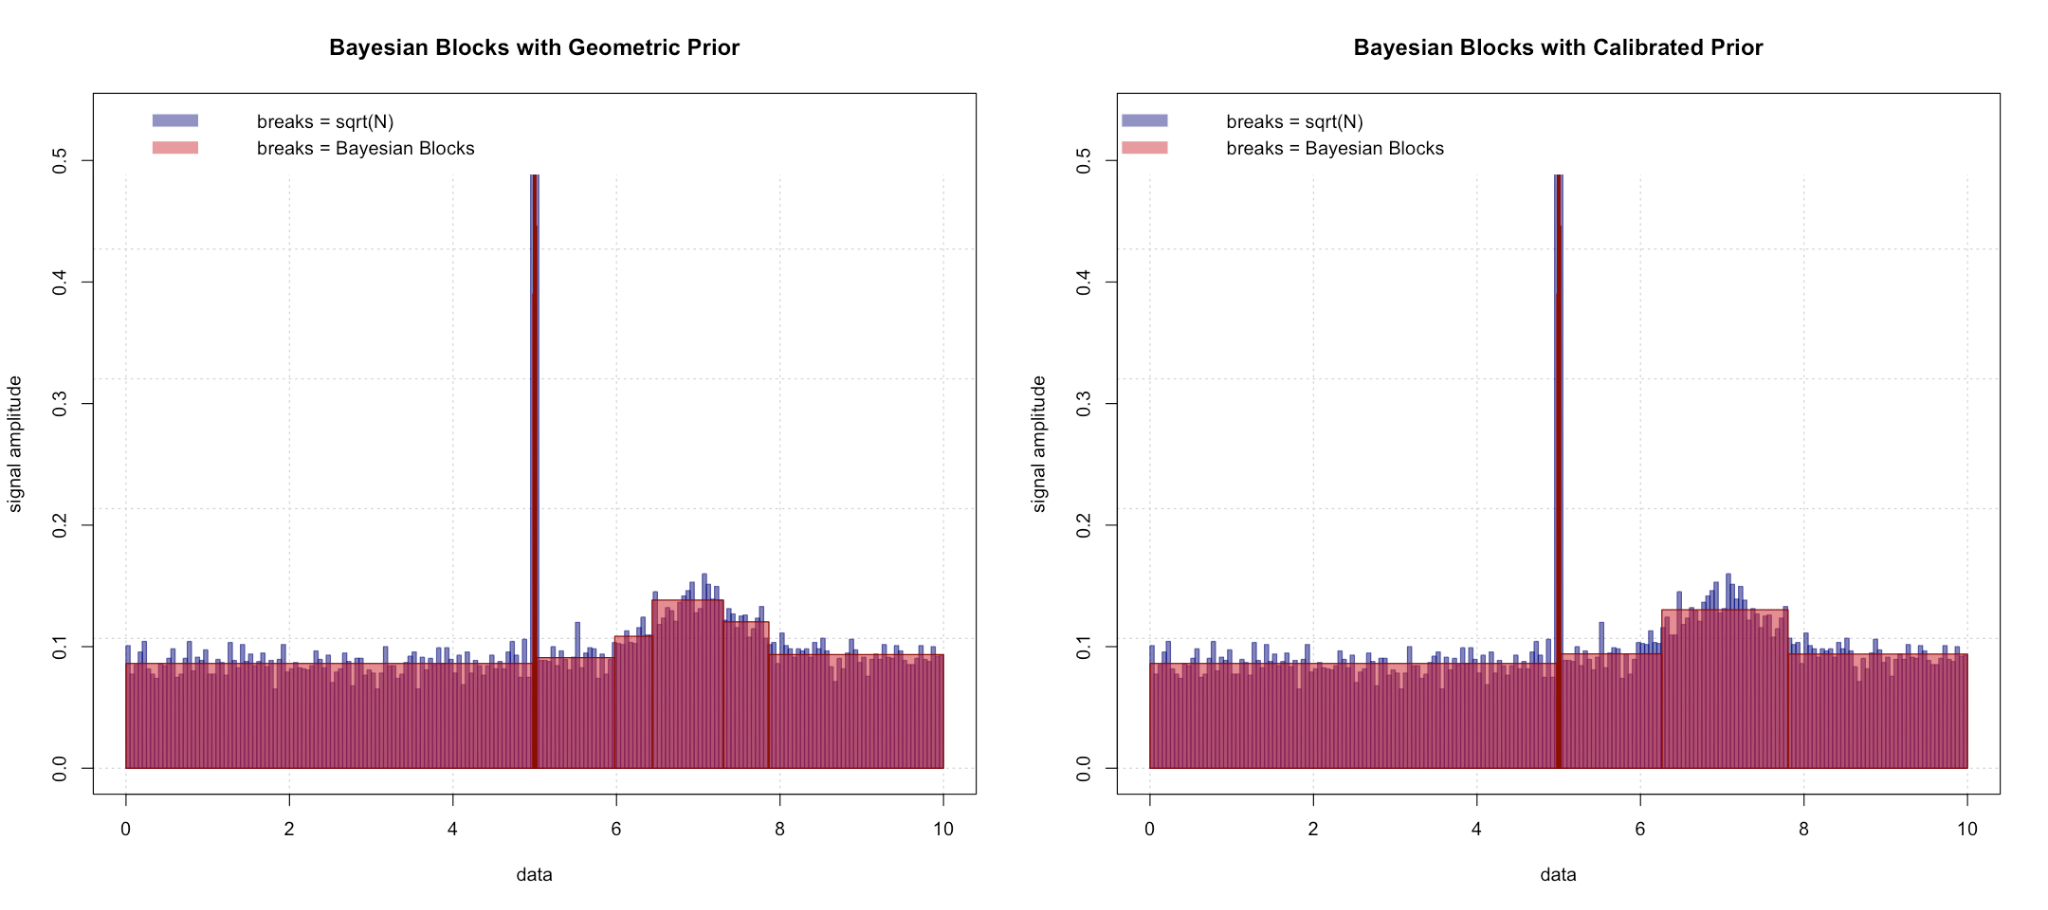 Bayesian Blocks with Geometric Prior
breaks = sqrt(N)
breaks = Bayesian Blocks
signal amplitude
0.5
0.4
0.3
0.2
0.1
0.0
0 2 4 6 8 10
data
Bayesian Blocks with Calibrated Prior
breaks = sqrt(N)
breaks = Bayesian Blocks
signal amplitude
0.5
0.4
0.3
0.2
0.1
0.0
0 2 4 6 8 10
data